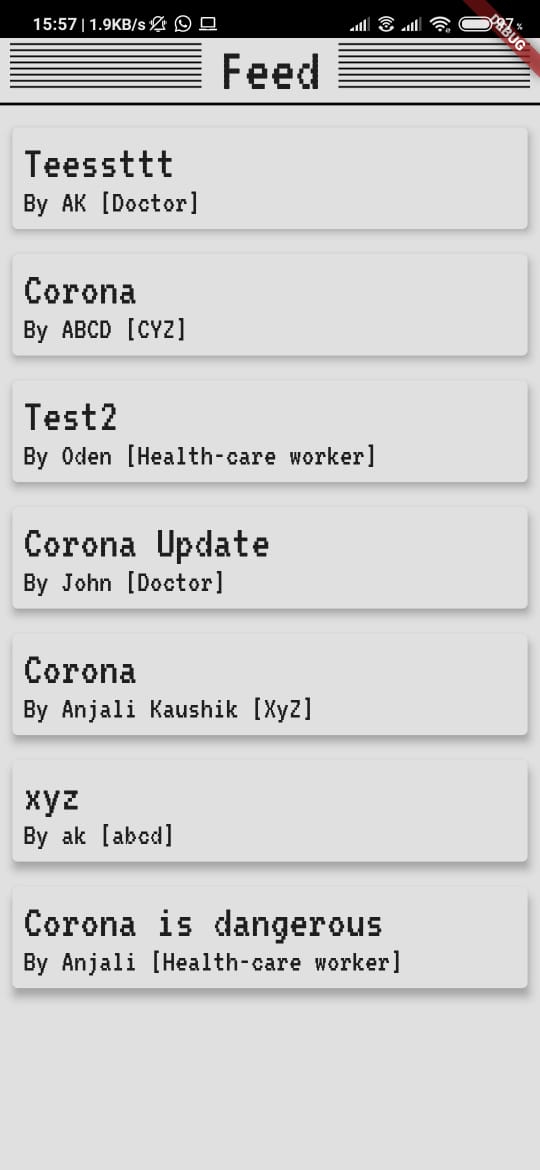 15:57 | 1.9KB/s
Feed
Teessttt
By AK [Doctor]
Corona
By ABCD [CYZ]
Test2
By Oden [Health-care worker]
Corona Update
By John [Doctor]
Corona
By Anjali Kaushik [XyZ]
xyz
By ak [abcd]
Corona is dangerous
By Anjali [Health-care worker]